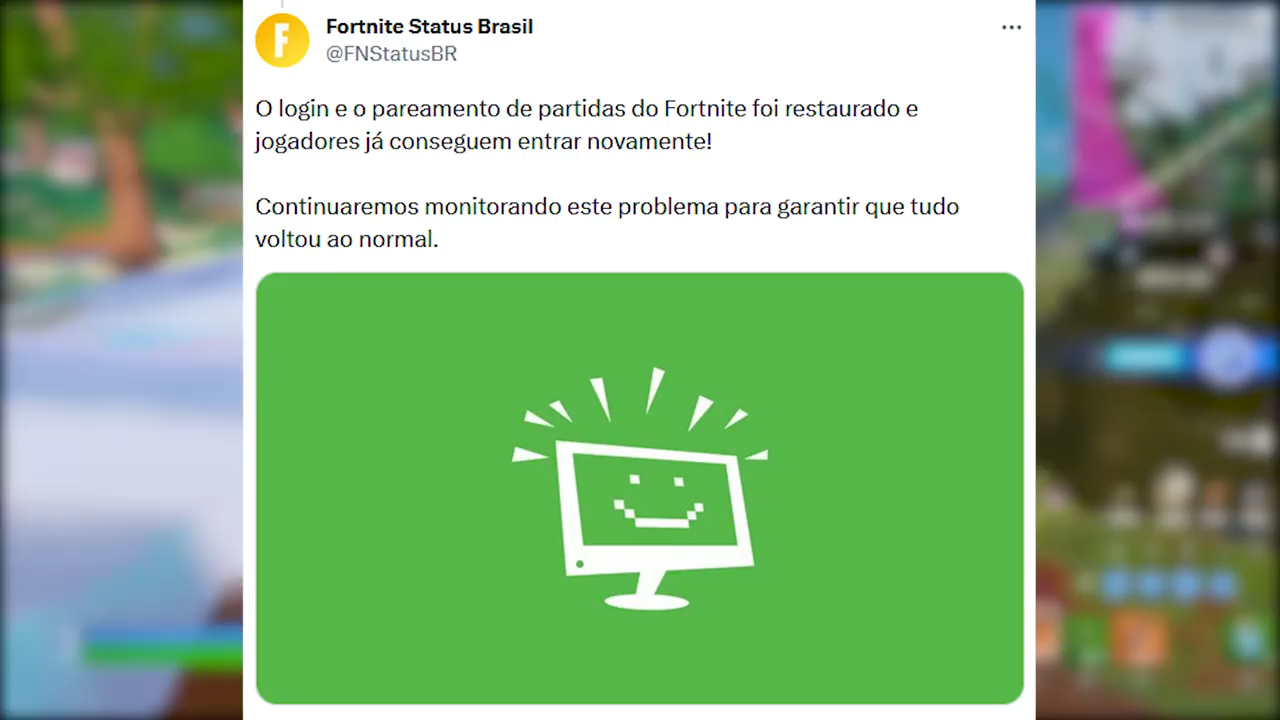 Fortnite Status Brasil
@FNStatusBR
O login e o pareamento de partidas do Fortnite foi restaurado e
jogadores já conseguem entrar novamente!
Continuaremos monitorando este problema para garantir que tudo
voltou ao normal.